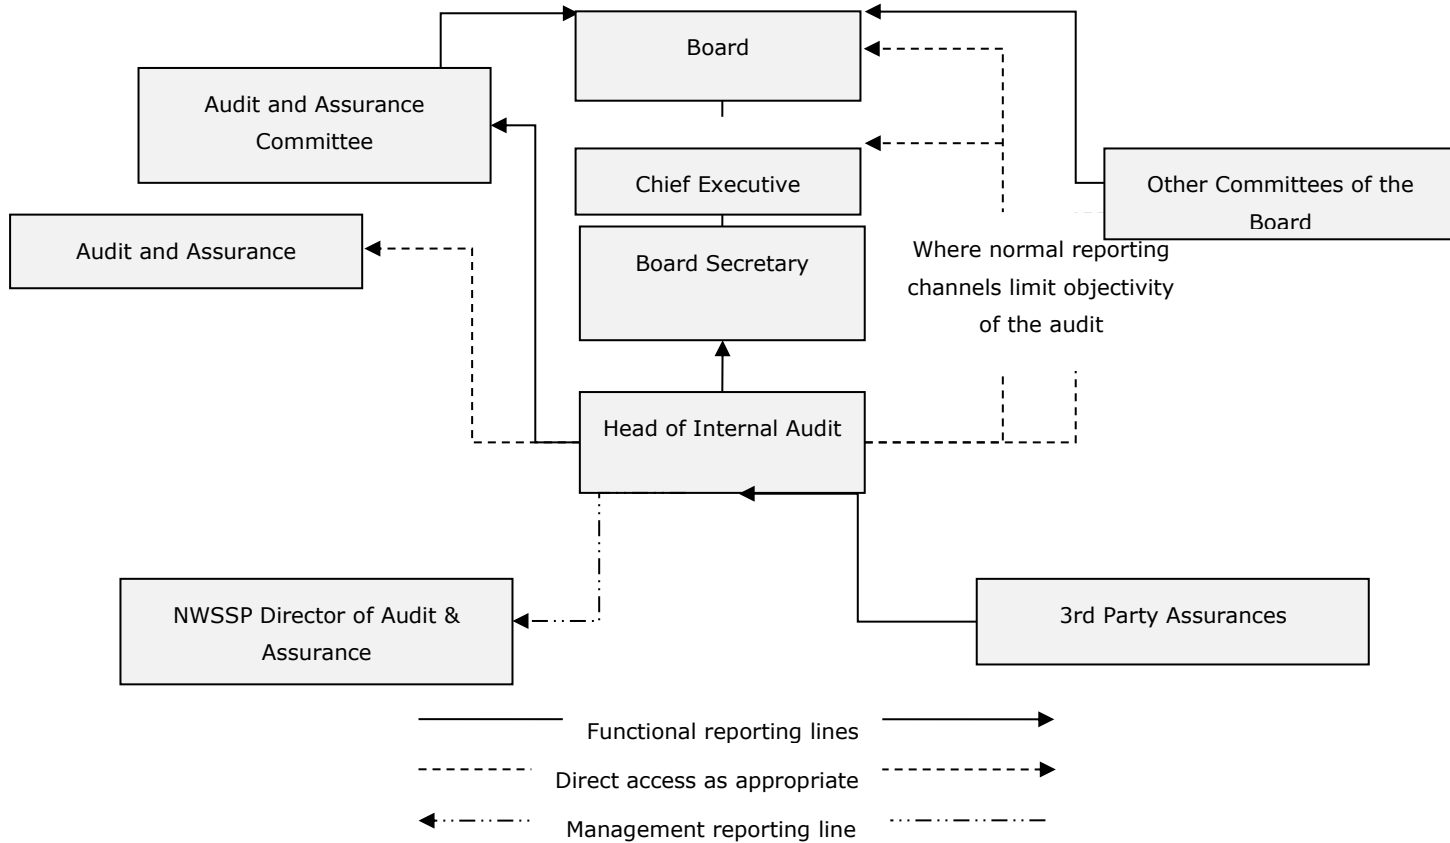 Board
Audit and Assurance
Committee
Chief Executive
Other Committees of the
Board
Audit and Assurance
Board Secretary
Where normal reporting
channels limit objectivity
of the audit
Head of Internal Audit
NWSSP Director of Audit &
Assurance
3rd Party Assurances
Functional reporting lines
Direct access as appropriate
Management reporting line